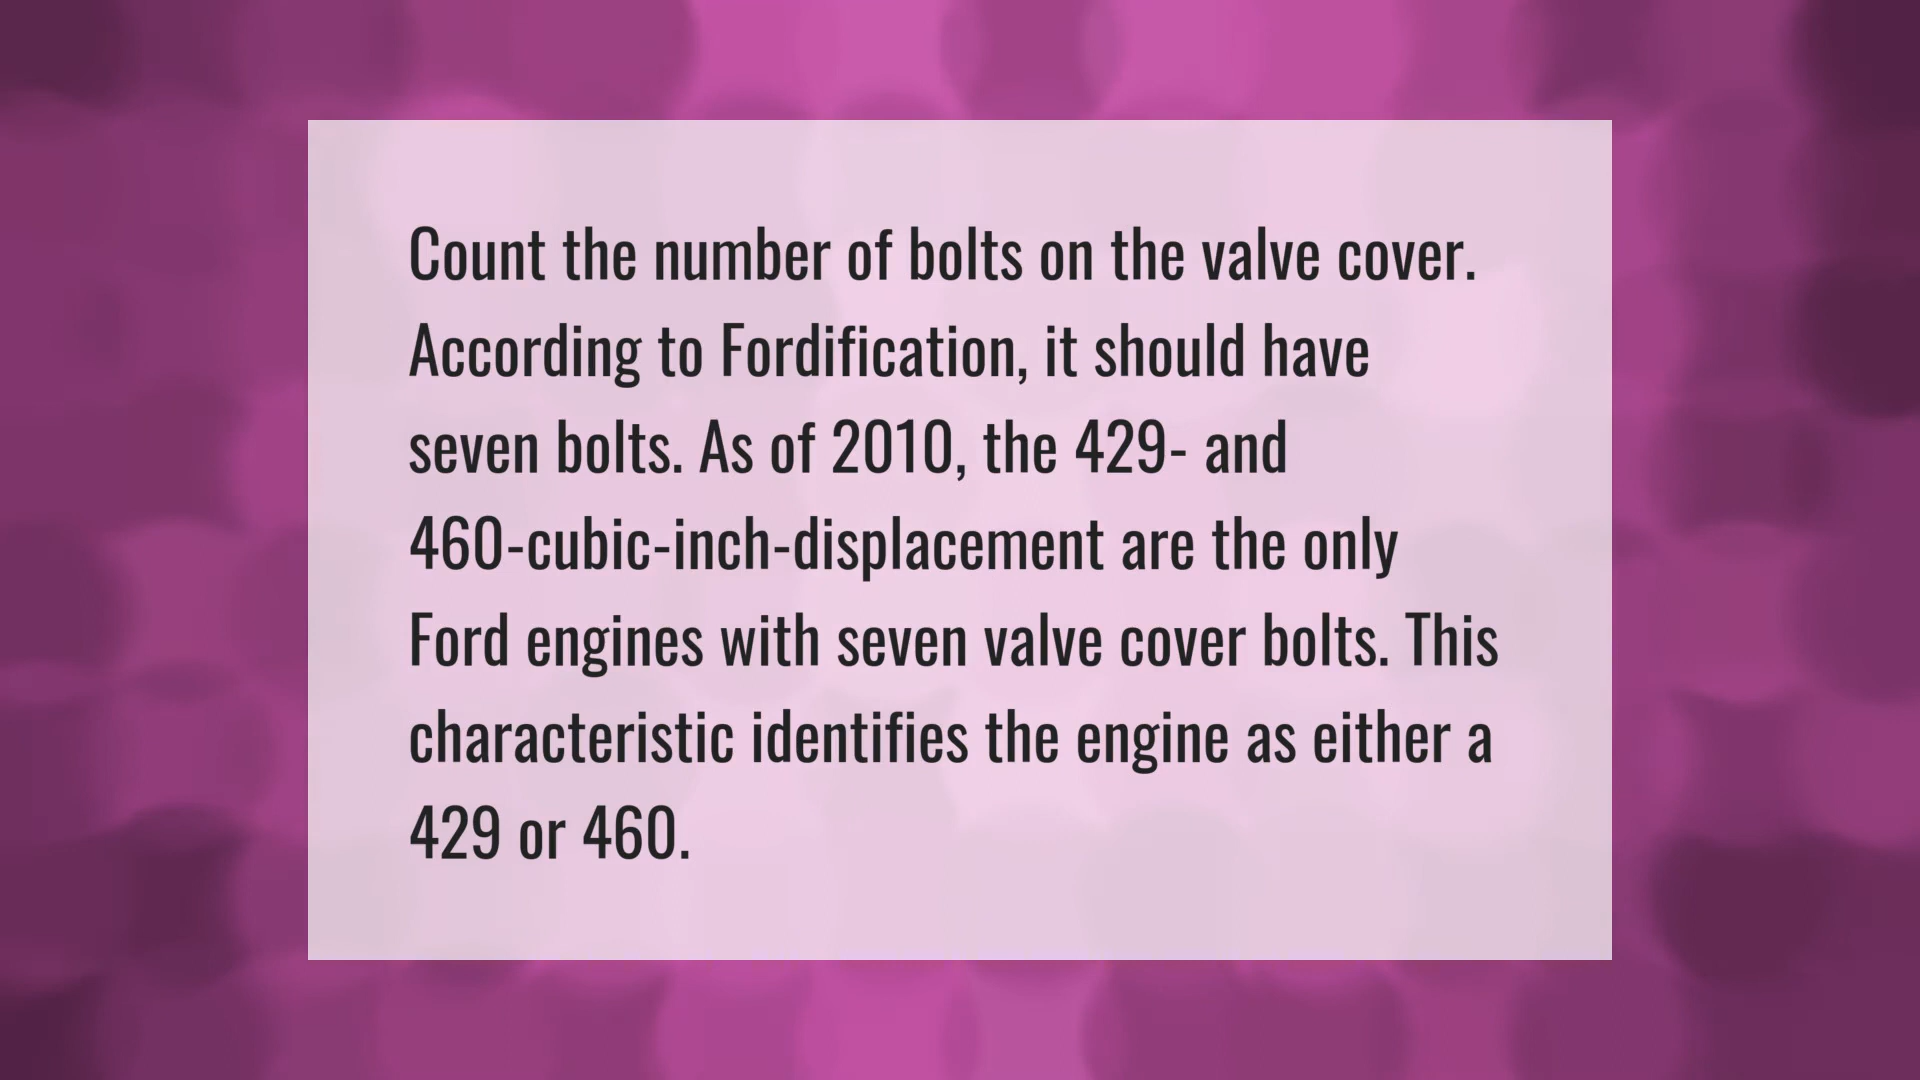 Count the number of bolts on the valve cover.
According to Fordification, it should have
seven bolts. As of 2010, the 429- and
460-cubic-inch-displacement are the only
Ford engines with seven valve cover bolts. This
characteristic identifies the engine as either a
429 or 460.